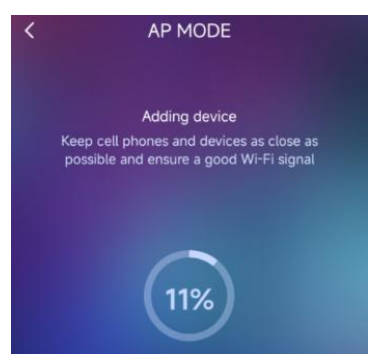 AP MODE
Adding device
Keep cell phones and devices as close as
possible and ensure a good Wi-Fi signal
11%